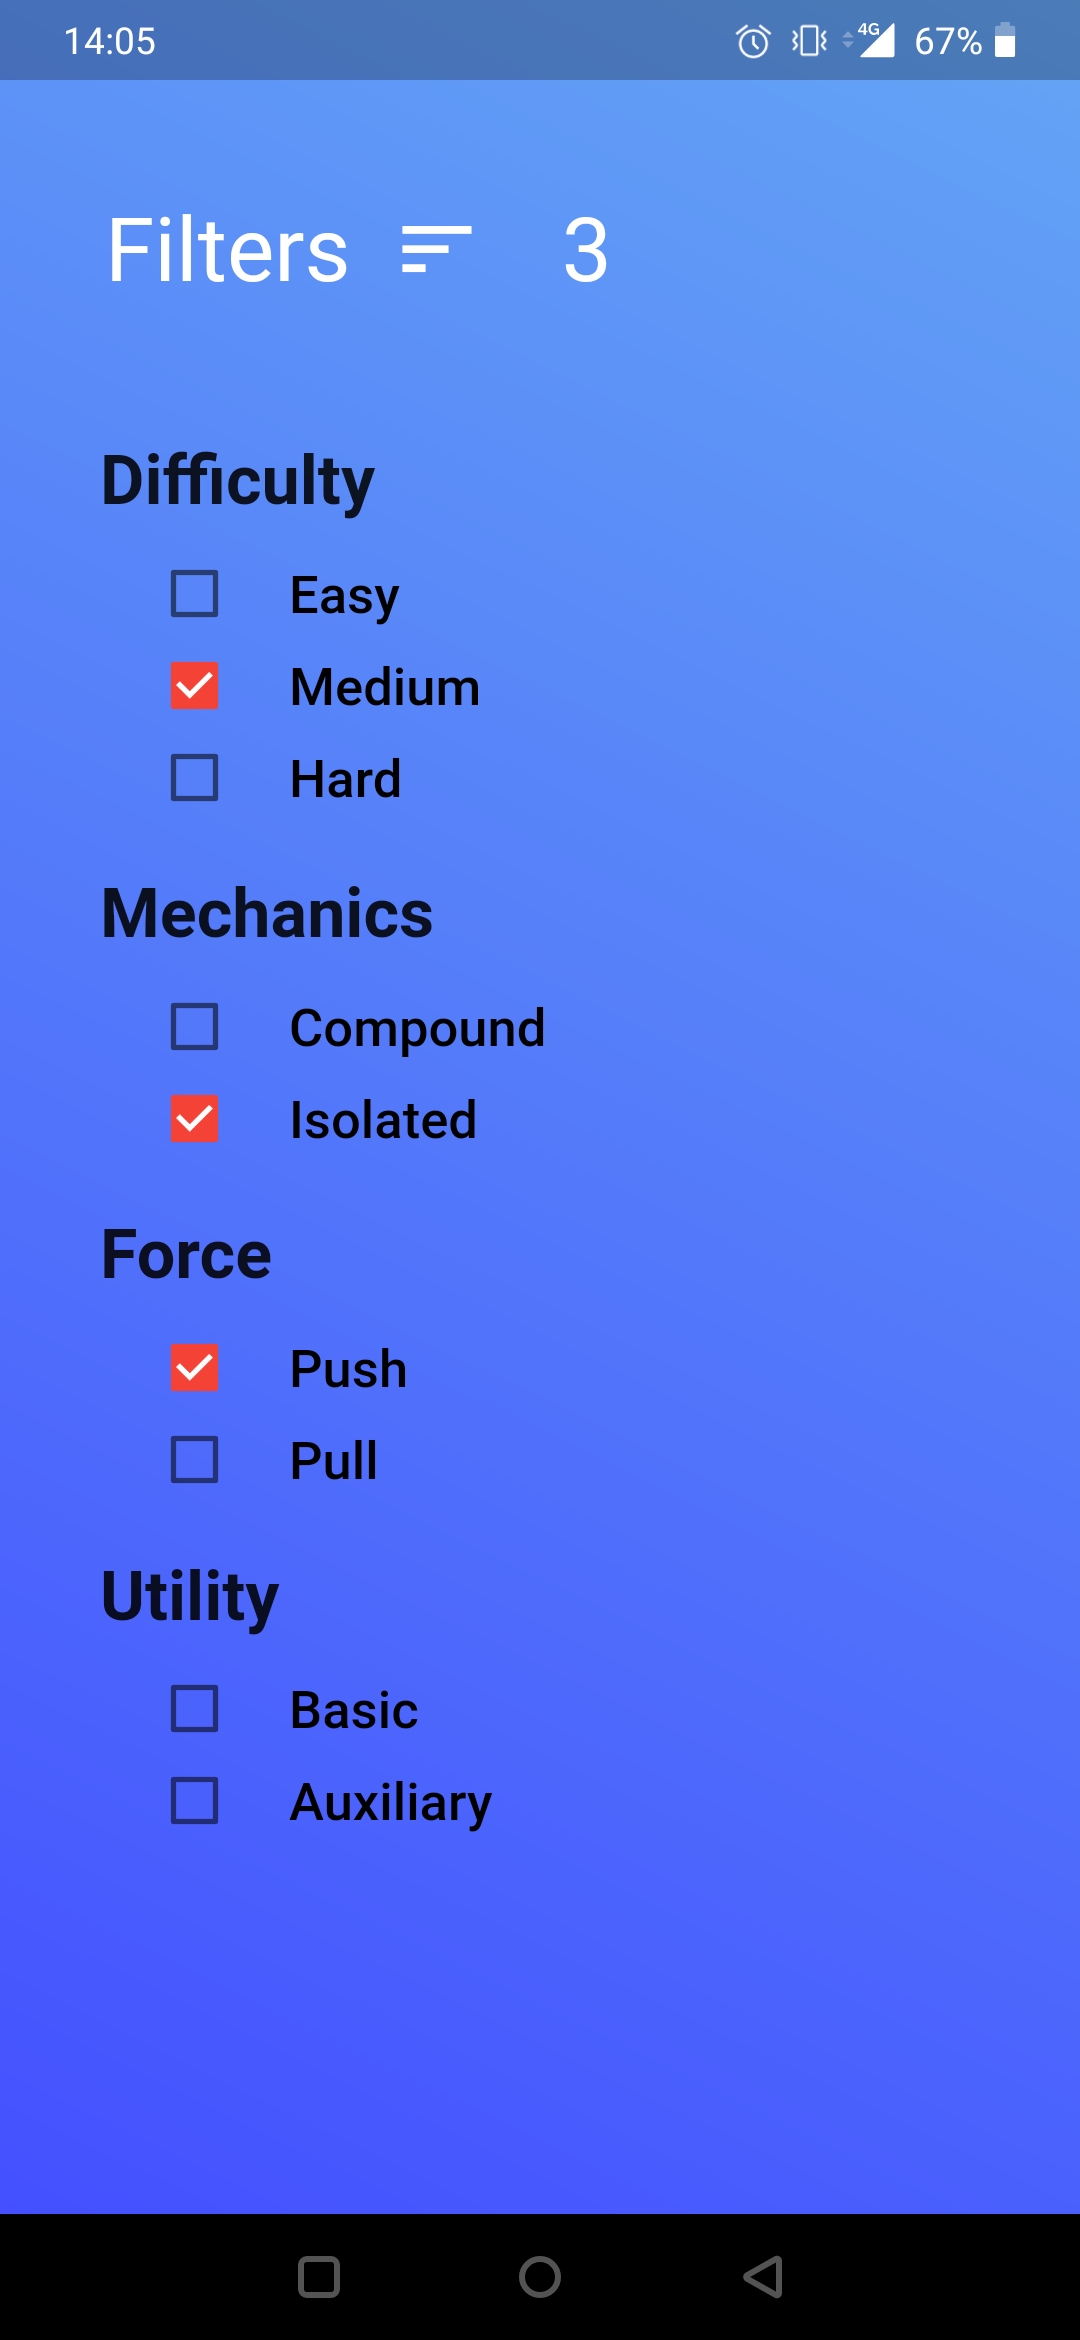 14:05 4G 67%
Filters 3
Difficulty
Easy
Medium
Hard
Mechanics
Compound
Isolated
Force
Push
Pull
Utility
Basic
Auxiliary